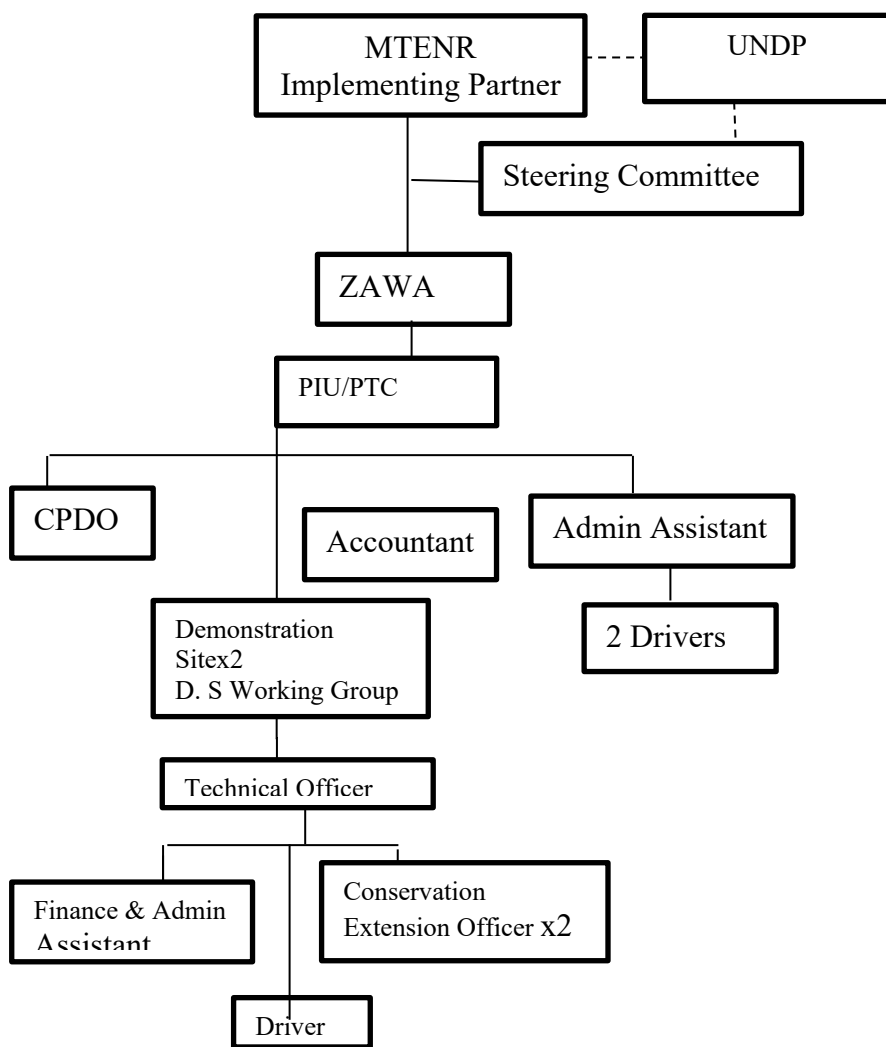 MTENR
Implementing Partner
UNDP
Steering Committee
ZAWA
PIU/PTC
CPDO
Accountant
Admin Assistant
Demonstration
Sitex2
D. S Working Group
2 Drivers
Technical Officer
Finance & Admin
Assistant
Conservation
Extension Officer x2
Driver